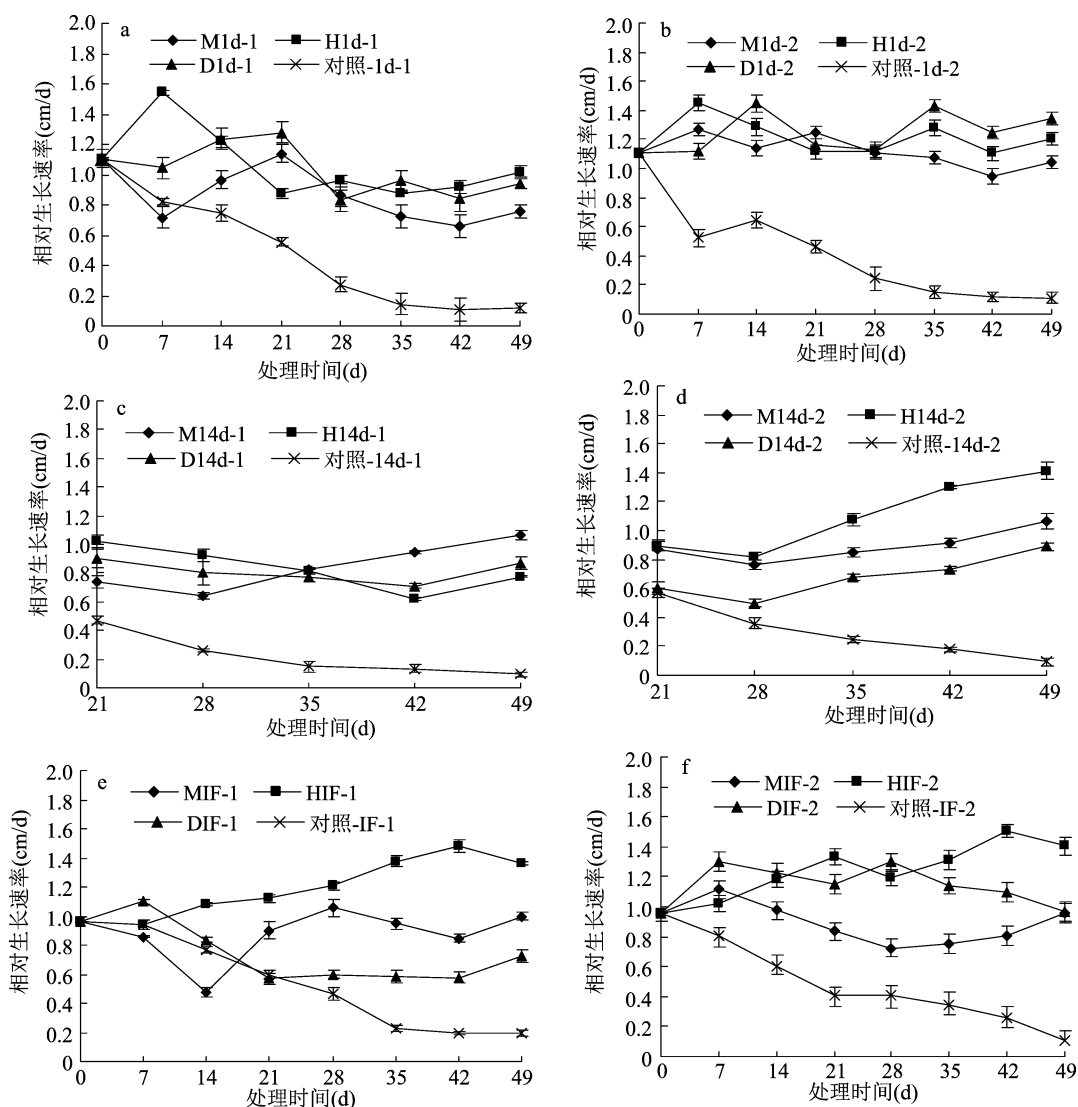 a
M1d-1 H1d-1
D1d-1 对照-1d-1
相对生长速率(cm/d)
2.0
1.8
1.6
1.4
1.2
1.0
0.8
0.6
0.4
0.2
0
0 7 14 21 28 35 42 49
处理时间(d)
b
M1d-2 H1d-2
D1d-2 对照-1d-2
相对生长速率(cm/d)
2.0
1.8
1.6
1.4
1.2
1.0
0.8
0.6
0.4
0.2
0
0 7 14 21 28 35 42 49
处理时间(d)
c
M14d-1 H14d-1
D14d-1 对照-14d-1
相对生长速率(cm/d)
2.0
1.8
1.6
1.4
1.2
1.0
0.8
0.6
0.4
0.2
0
21 28 35 42 49
处理时间(d)
d
M14d-2 H14d-2
D14d-2 对照-14d-2
相对生长速率(cm/d)
2.0
1.8
1.6
1.4
1.2
1.0
0.8
0.6
0.4
0.2
0
21 28 35 42 49
处理时间(d)
e
MIF-1 HIF-1
DIF-1 对照-IF-1
相对生长速率(cm/d)
2.0
1.8
1.6
1.4
1.2
1.0
0.8
0.6
0.4
0.2
0
0 7 14 21 28 35 42 49
处理时间(d)
f
MIF-2 HIF-2
DIF-2 对照-IF-2
相对生长速率(cm/d)
2.0
1.8
1.6
1.4
1.2
1.0
0.8
0.6
0.4
0.2
0
0 7 14 21 28 35 42 49
处理时间(d)